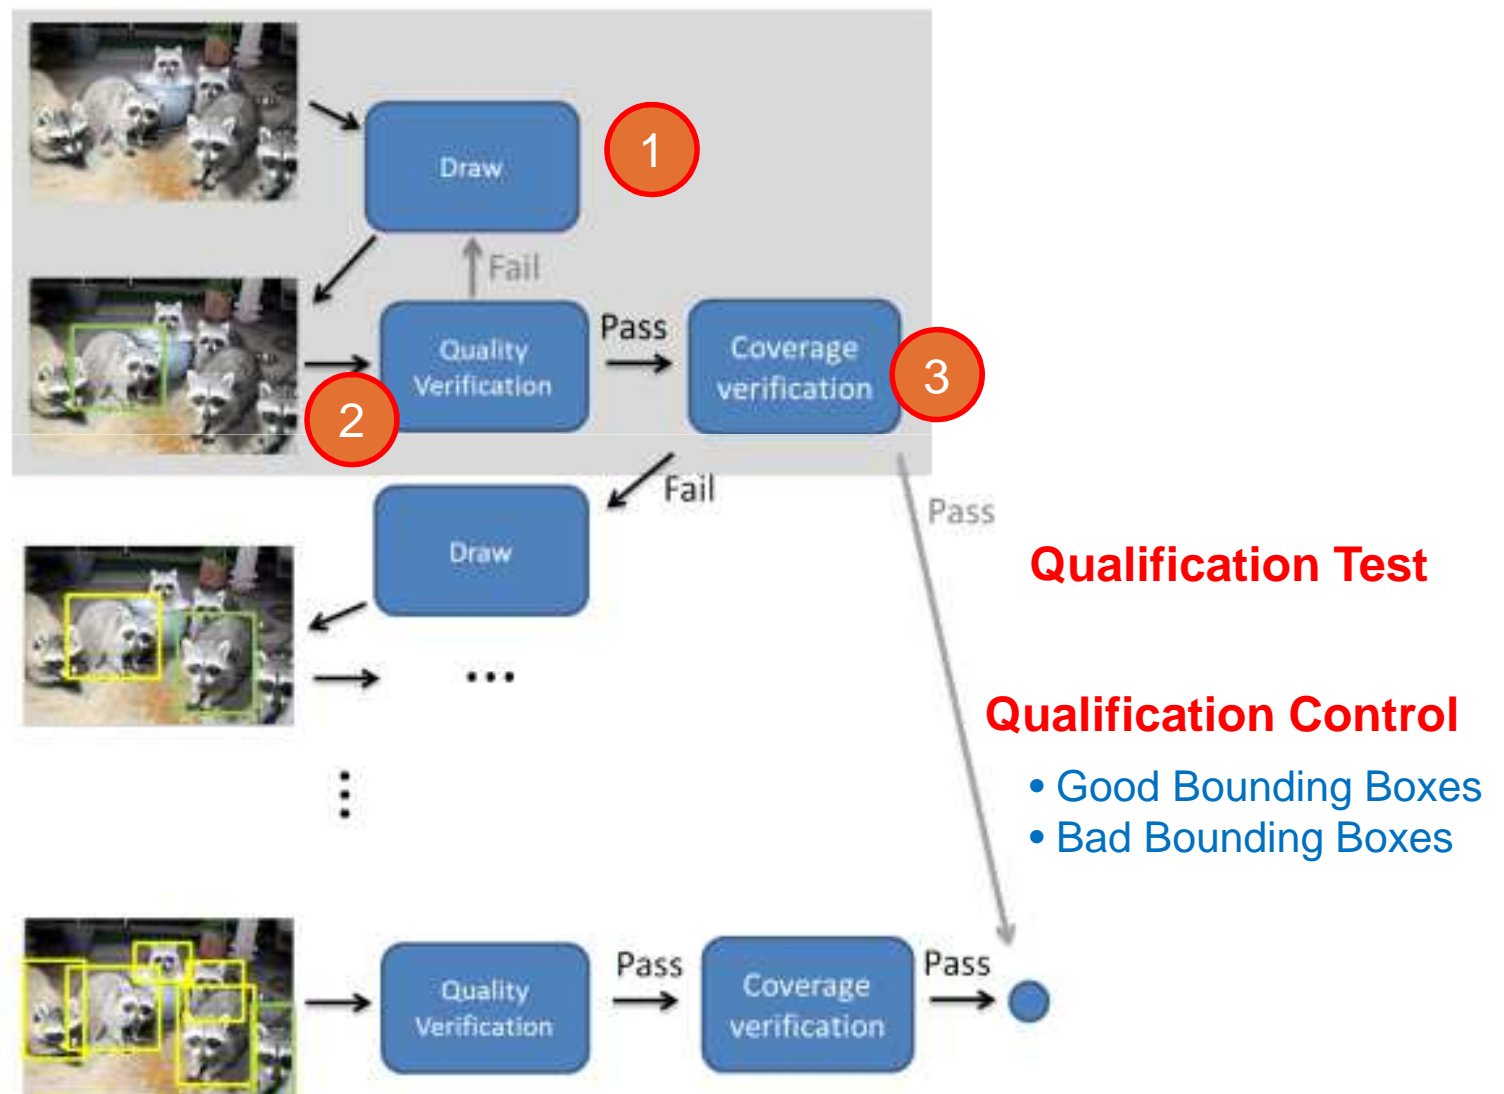 Draw
1
Fail
Quality
Verification
2
Pass
Coverage
verification
3
Fail
Pass
Draw
Qualification Test
...
Qualification Control
• Good Bounding Boxes
• Bad Bounding Boxes
Quality
Verification
Pass
Coverage
verification
Pass